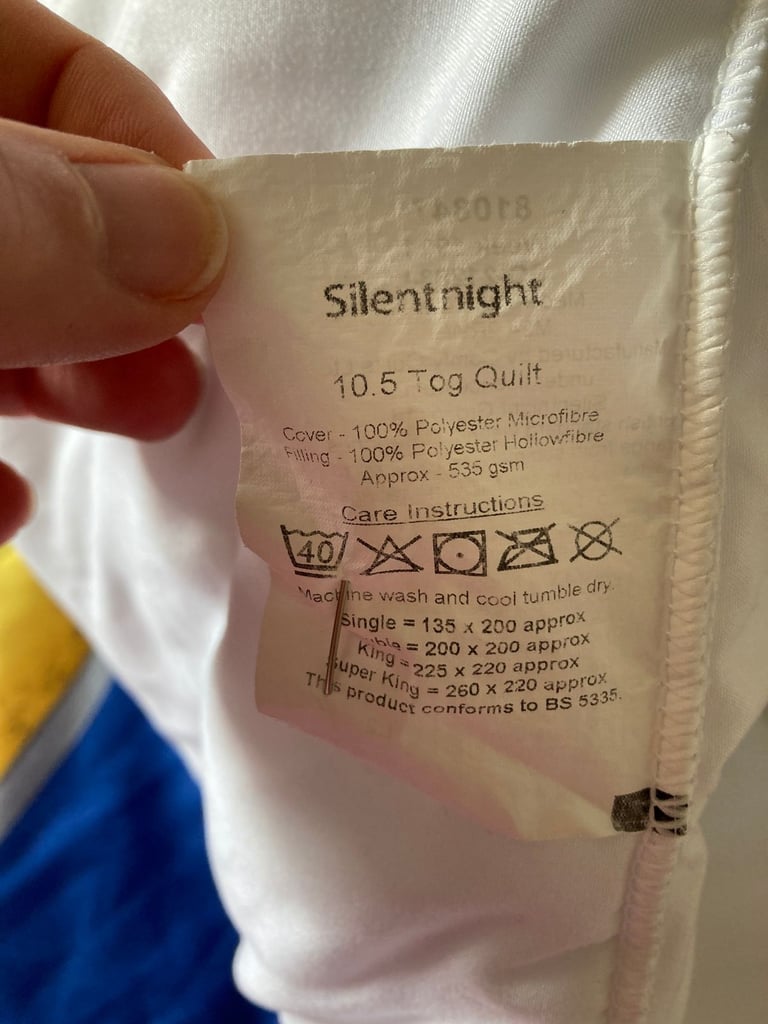 Silentnight
10.5 Tog Quilt
Cover - 100% Polyester Microfibre
Filling - 100% Polyester Hollowfibre
Approx - 535 gsm
Care Instructions
40
Machine wash and cool tumble dry.
Single = 135 x 200 approx
= 200 x 200 approx
King = 225 x 220 approx
Super King = 260 x 220 approx
This product conforms to BS 5335.